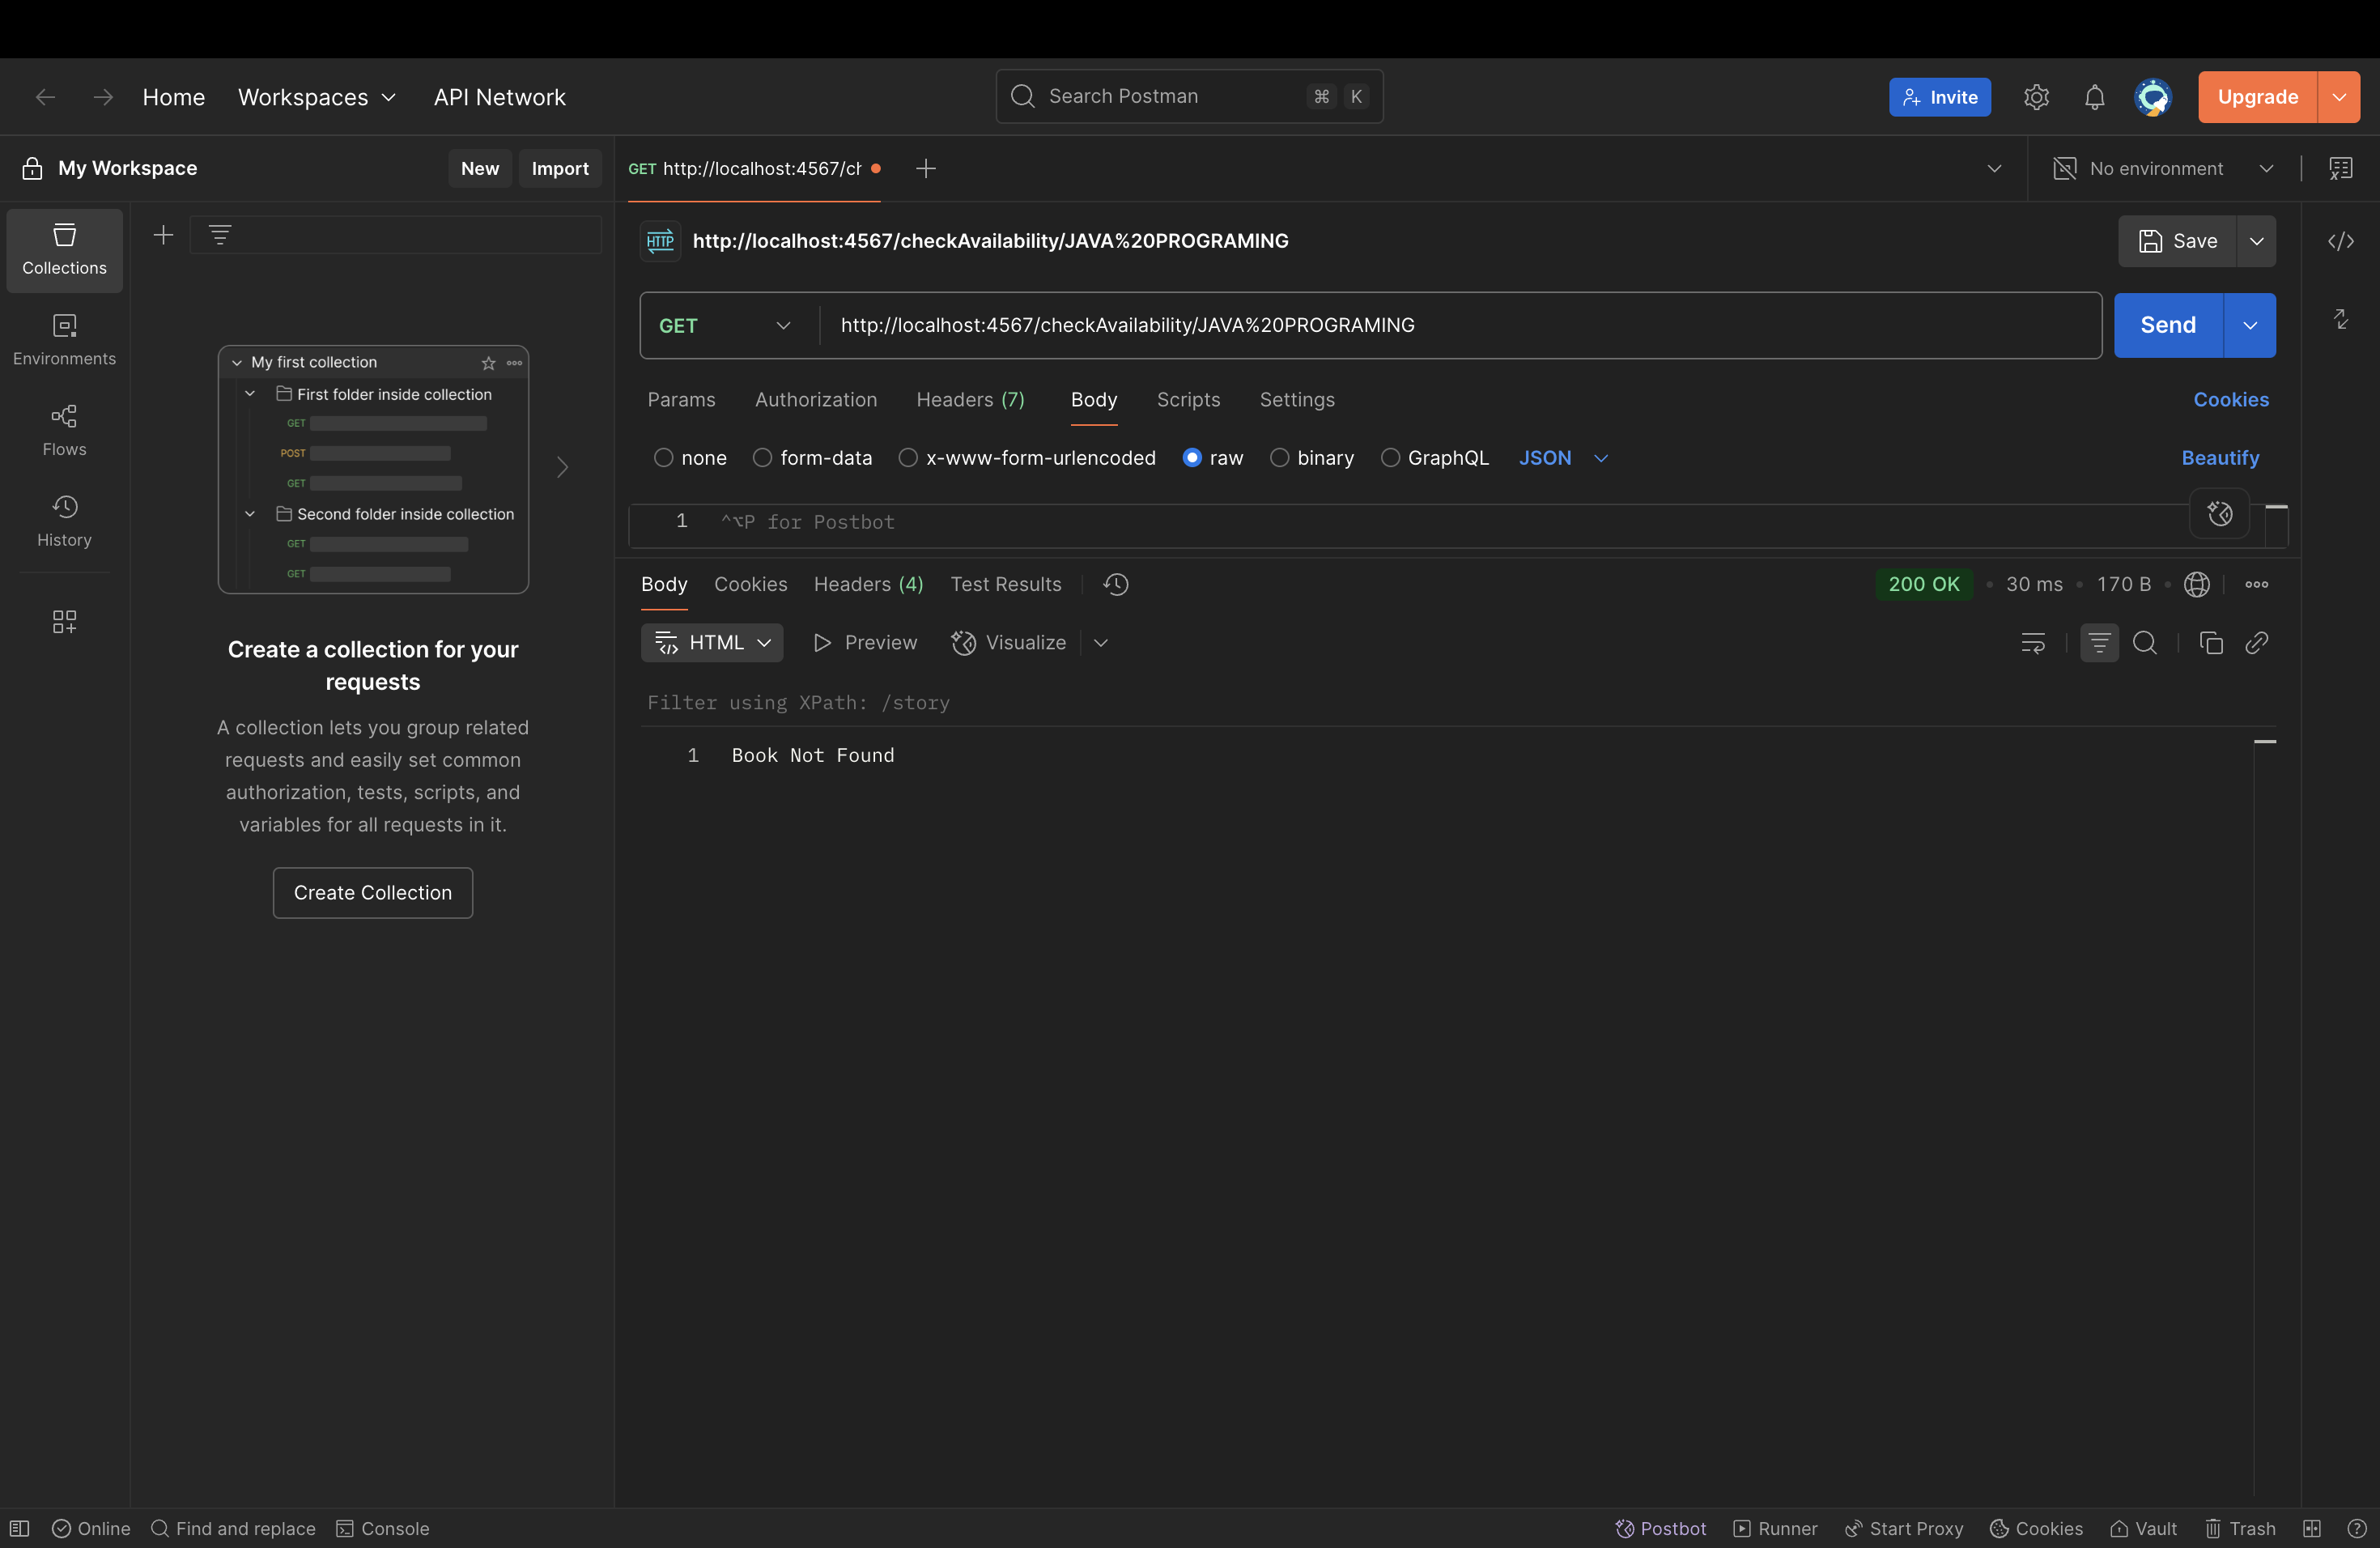 Home Workspaces API Network Search Postman ⌘ K Invite Upgrade
My Workspace New Import GET http://localhost:4567/ch No environment
Collections
Environments
Flows
History
My first collection
First folder inside collection
GET
POST
GET
Second folder inside collection
GET
GET
Create a collection for your
requests
A collection lets you group related
requests and easily set common
authorization, tests, scripts, and
variables for all requests in it.
Create Collection
HTTP http://localhost:4567/checkAvailability/JAVA%20PROGRAMING Save
GET http://localhost:4567/checkAvailability/JAVA%20PROGRAMING Send
Params Authorization Headers (7) Body Scripts Settings Cookies
none form-data x-www-form-urlencoded raw binary GraphQL JSON Beautify
1 ^⌥P for Postbot
Body Cookies Headers (4) Test Results 200 OK • 30 ms • 170 B •
HTML Preview Visualize
Filter using XPath: /story
1 Book Not Found
Online Find and replace Console Postbot Runner Start Proxy Cookies Vault Trash